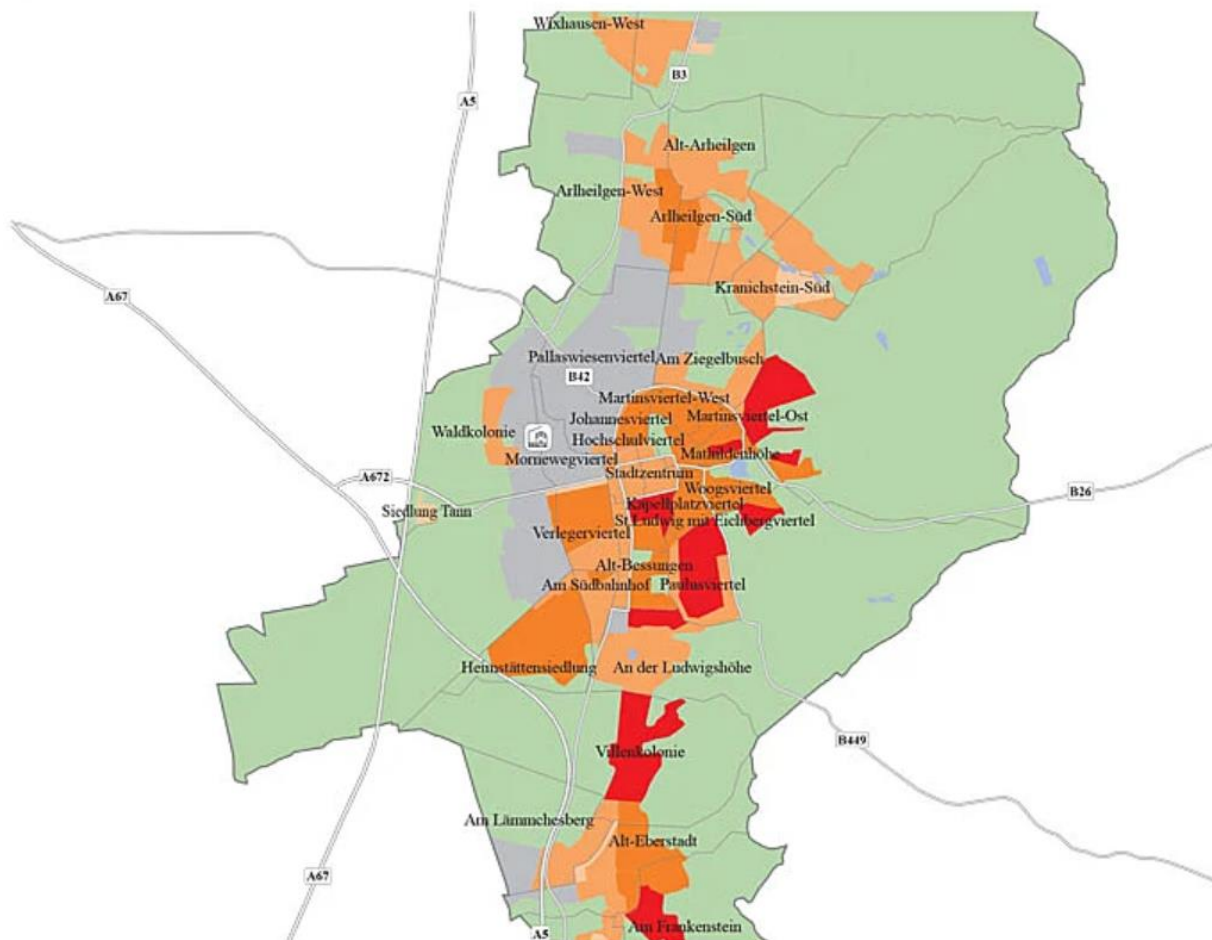 Wixhausen-West
B3
A5
Alt-Arheilgen
Arlheilgen-West
Arlheilgen-Süd
Kranichstein-Süd
A67
Pallaswiesenviertel
Am Ziegelbusch
B42
Martinsviertel-West
Johannesviertel
Martinsviertel-Ost
Waldkolonie
Hochschulviertel
Mathildenhöhe
Mornewegviertel
Stadtzentrum
A672
Woogsviertel
B26
Kapellplatzviertel
Siedlung Tann
St.Ludwig mit Eichbergviertel
Verlegerviertel
Alt-Bessungen
Am Südbahnhof
Paulusviertel
Heimstättensiedlung
An der Ludwigshöhe
B449
Villenkolonie
Am Lämmchesberg
Alt-Eberstadt
A67
Am Frankenstein
A5